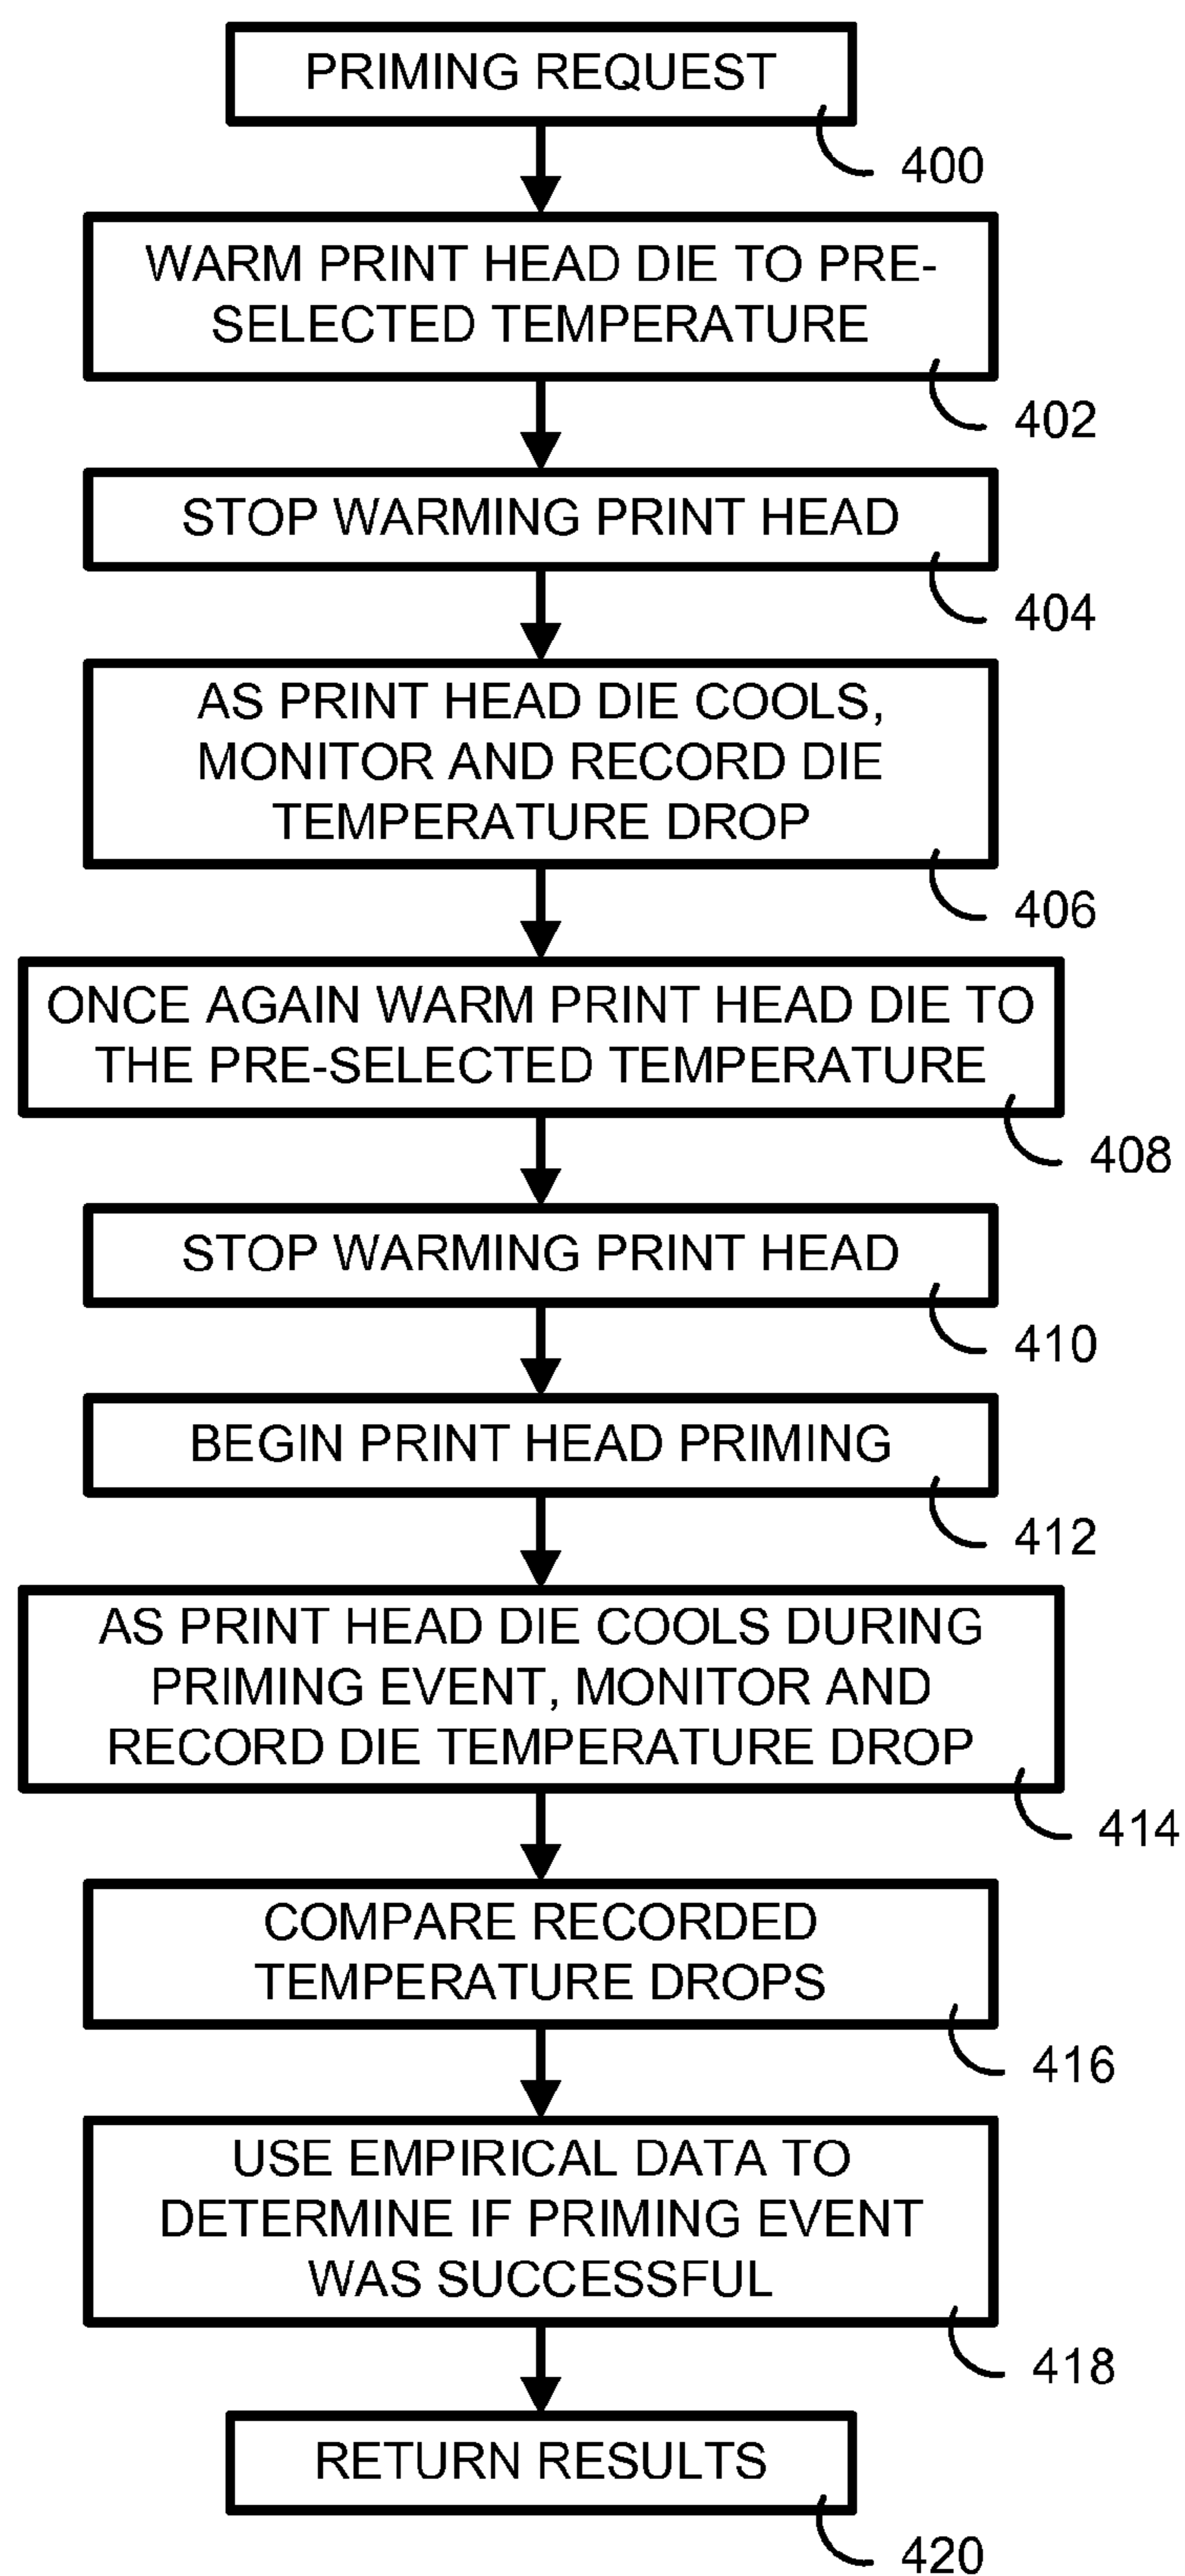 PRIMING REQUEST
400
WARM PRINT HEAD DIE TO PRE-
SELECTED TEMPERATURE
402
STOP WARMING PRINT HEAD
404
AS PRINT HEAD DIE COOLS,
MONITOR AND RECORD DIE
TEMPERATURE DROP
406
ONCE AGAIN WARM PRINT HEAD DIE TO
THE PRE-SELECTED TEMPERATURE
408
STOP WARMING PRINT HEAD
410
BEGIN PRINT HEAD PRIMING
412
AS PRINT HEAD DIE COOLS DURING
PRIMING EVENT, MONITOR AND
RECORD DIE TEMPERATURE DROP
414
COMPARE RECORDED
TEMPERATURE DROPS
416
USE EMPIRICAL DATA TO
DETERMINE IF PRIMING EVENT
WAS SUCCESSFUL
418
RETURN RESULTS
420